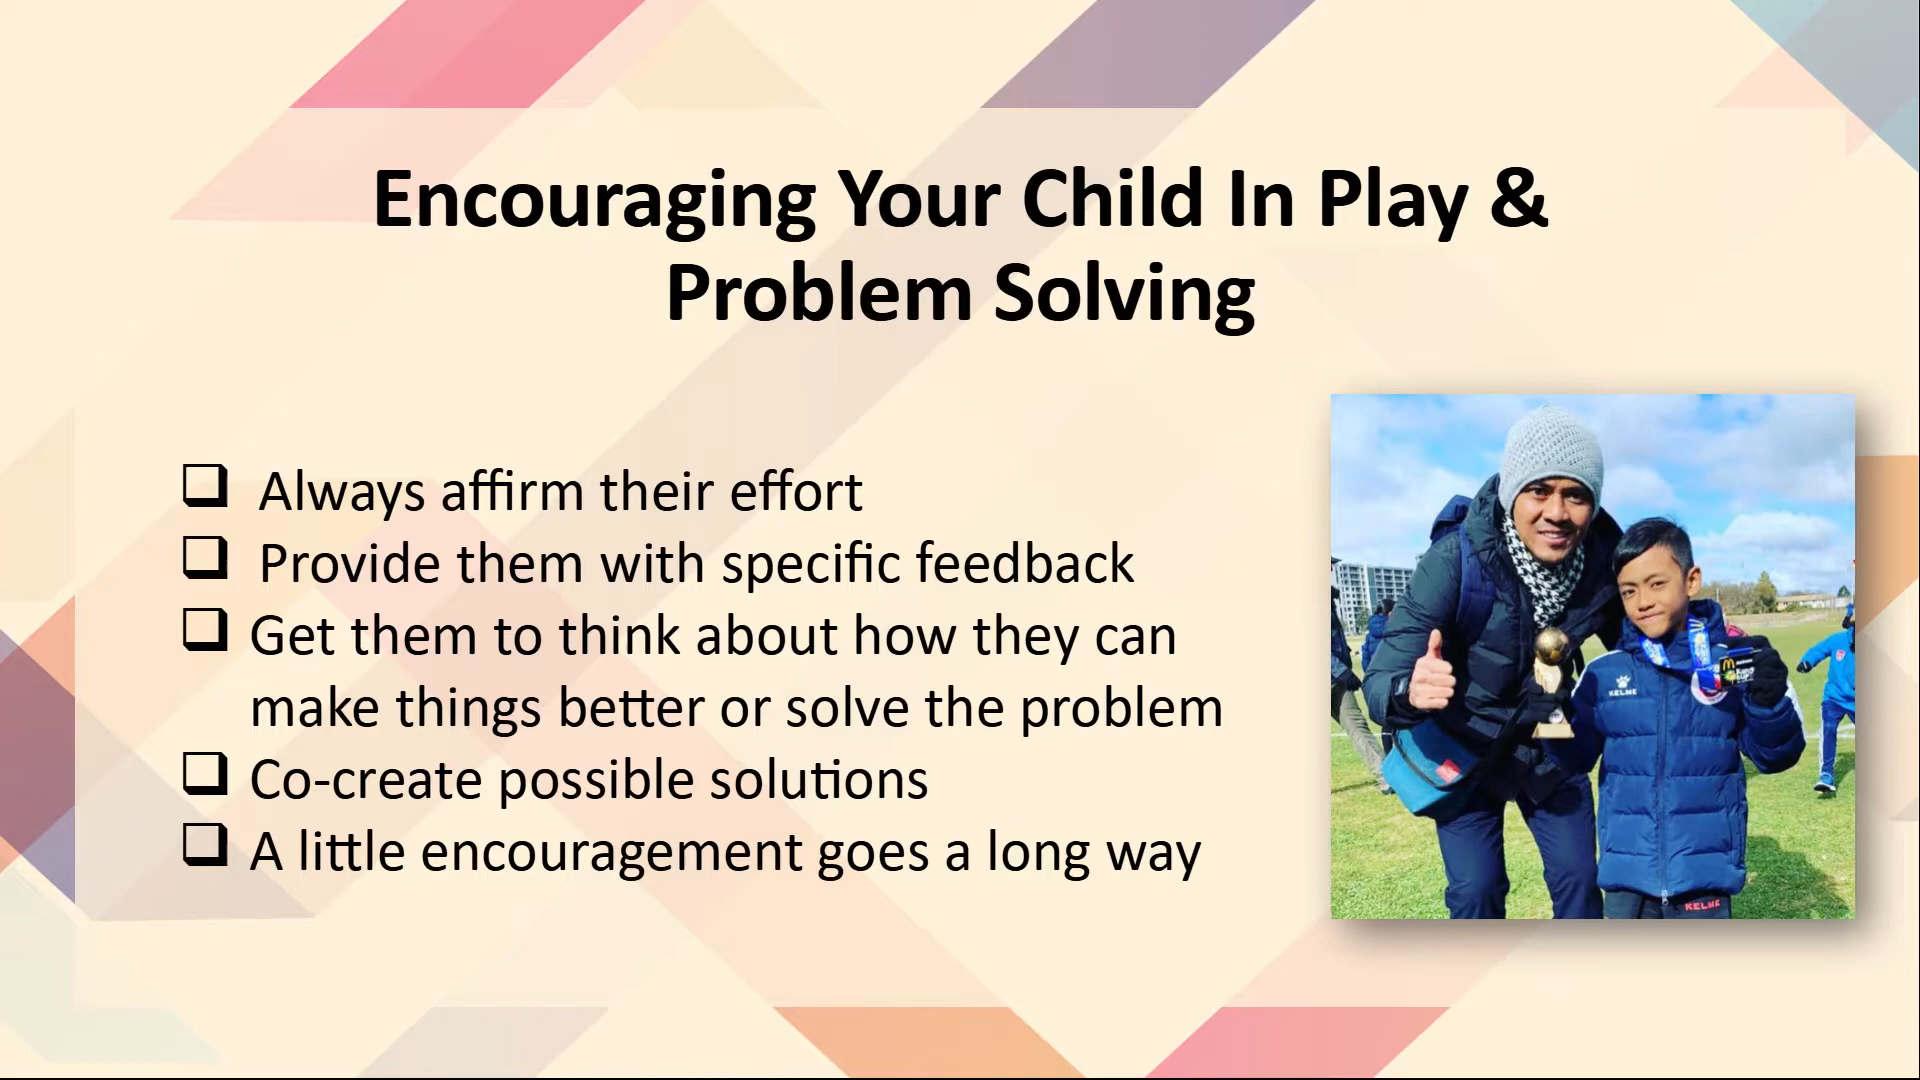 Encouraging Your Child In Play &
Problem Solving
Always affirm their effort
Provide them with specific feedback
Get them to think about how they can
make things better or solve the problem
Co-create possible solutions
A little encouragement goes a long way
KELME
KELME